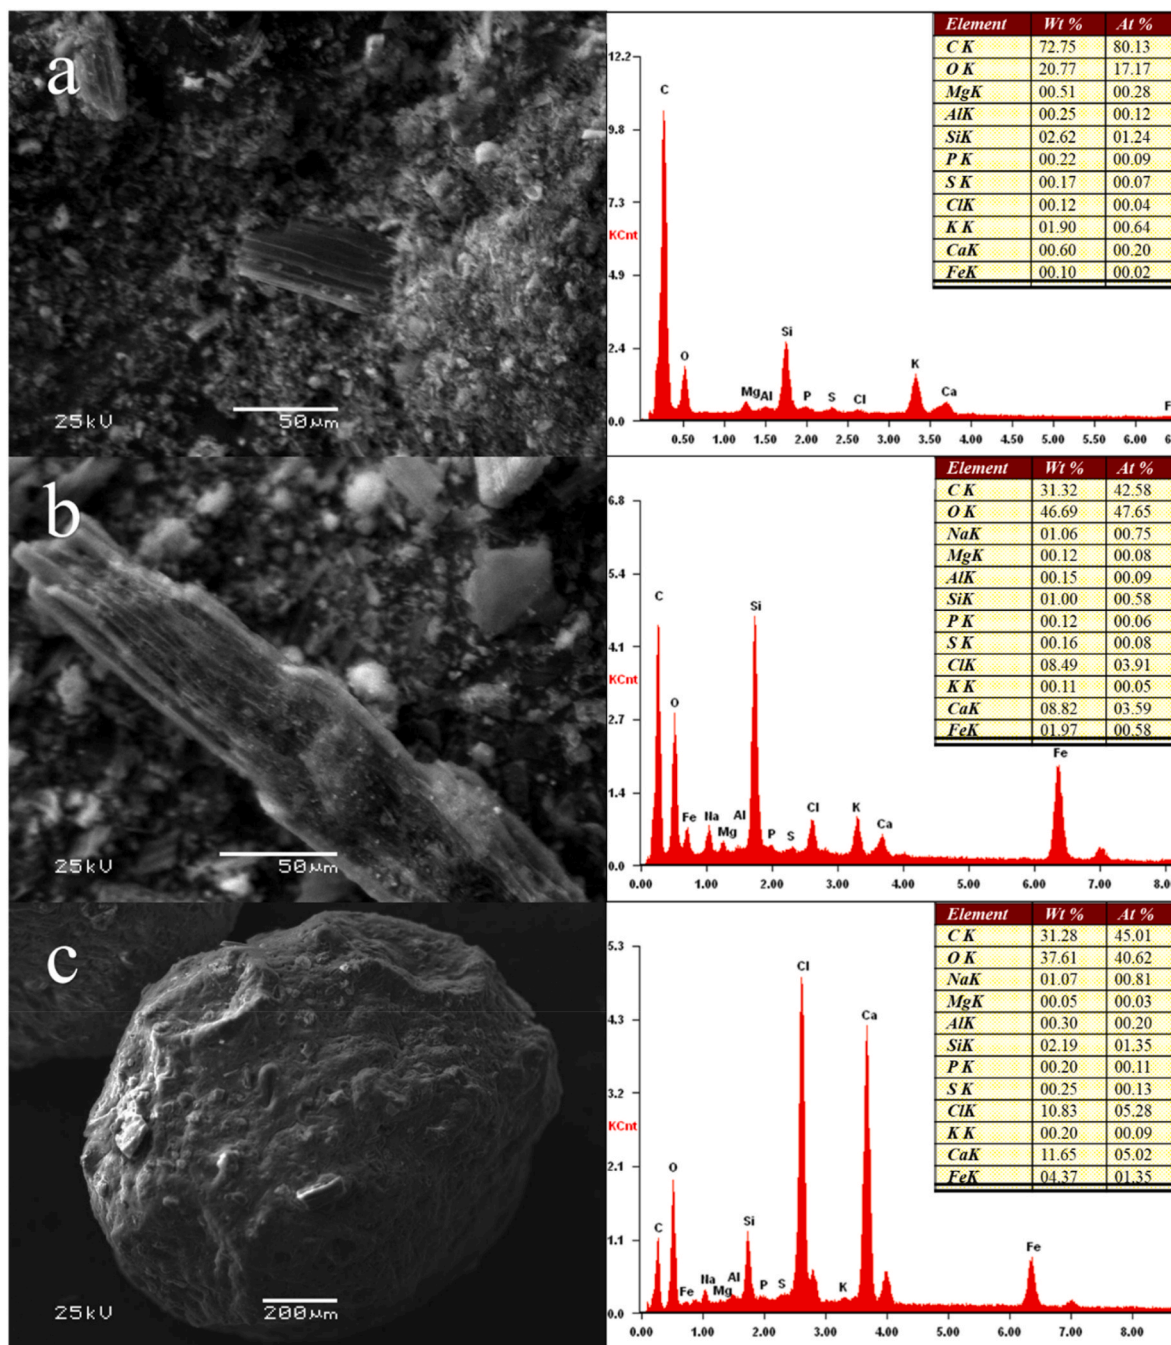 a
25kV
50μm
Element Wt % At %
C K 72.75 80.13
O K 20.77 17.17
MgK 00.51 00.28
AlK 00.25 00.12
SiK 02.62 01.24
P K 00.22 00.09
S K 00.17 00.07
ClK 00.12 00.04
K K 01.90 00.64
CaK 00.60 00.20
FeK 00.10 00.02
12.2
9.8
7.3
KCnt
4.9
2.4
0.0
C
O
Mg
Al
Si
P
S
Cl
K
Ca
F
0.50 1.00 1.50 2.00 2.50 3.00 3.50 4.00 4.50 5.00 5.50 6.00 6.
b
25kV
50μm
Element Wt % At %
C K 31.32 42.58
O K 46.69 47.65
NaK 01.06 00.75
MgK 00.12 00.08
AlK 00.15 00.09
SiK 01.00 00.58
P K 00.12 00.06
S K 00.16 00.08
ClK 08.49 03.91
K K 00.11 00.05
CaK 08.82 03.59
FeK 01.97 00.58
6.8
5.4
4.1
KCnt
2.7
1.4
0.0
C
O
Fe
Na
Mg
Al
Si
P
S
Cl
K
Ca
Fe
0.00 1.00 2.00 3.00 4.00 5.00 6.00 7.00 8.0
c
25kV
200μm
Element Wt % At %
C K 31.28 45.01
O K 37.61 40.62
NaK 01.07 00.81
MgK 00.05 00.03
AlK 00.30 00.20
SiK 02.19 01.35
P K 00.20 00.11
S K 00.25 00.13
ClK 10.83 05.28
K K 00.20 00.09
CaK 11.65 05.02
FeK 04.37 01.35
5.3
4.3
3.2
KCnt
2.1
1.1
0.0
C
O
Fe
Na
Mg
Al
Si
P
S
Cl
K
Ca
Fe
0.00 1.00 2.00 3.00 4.00 5.00 6.00 7.00 8.00